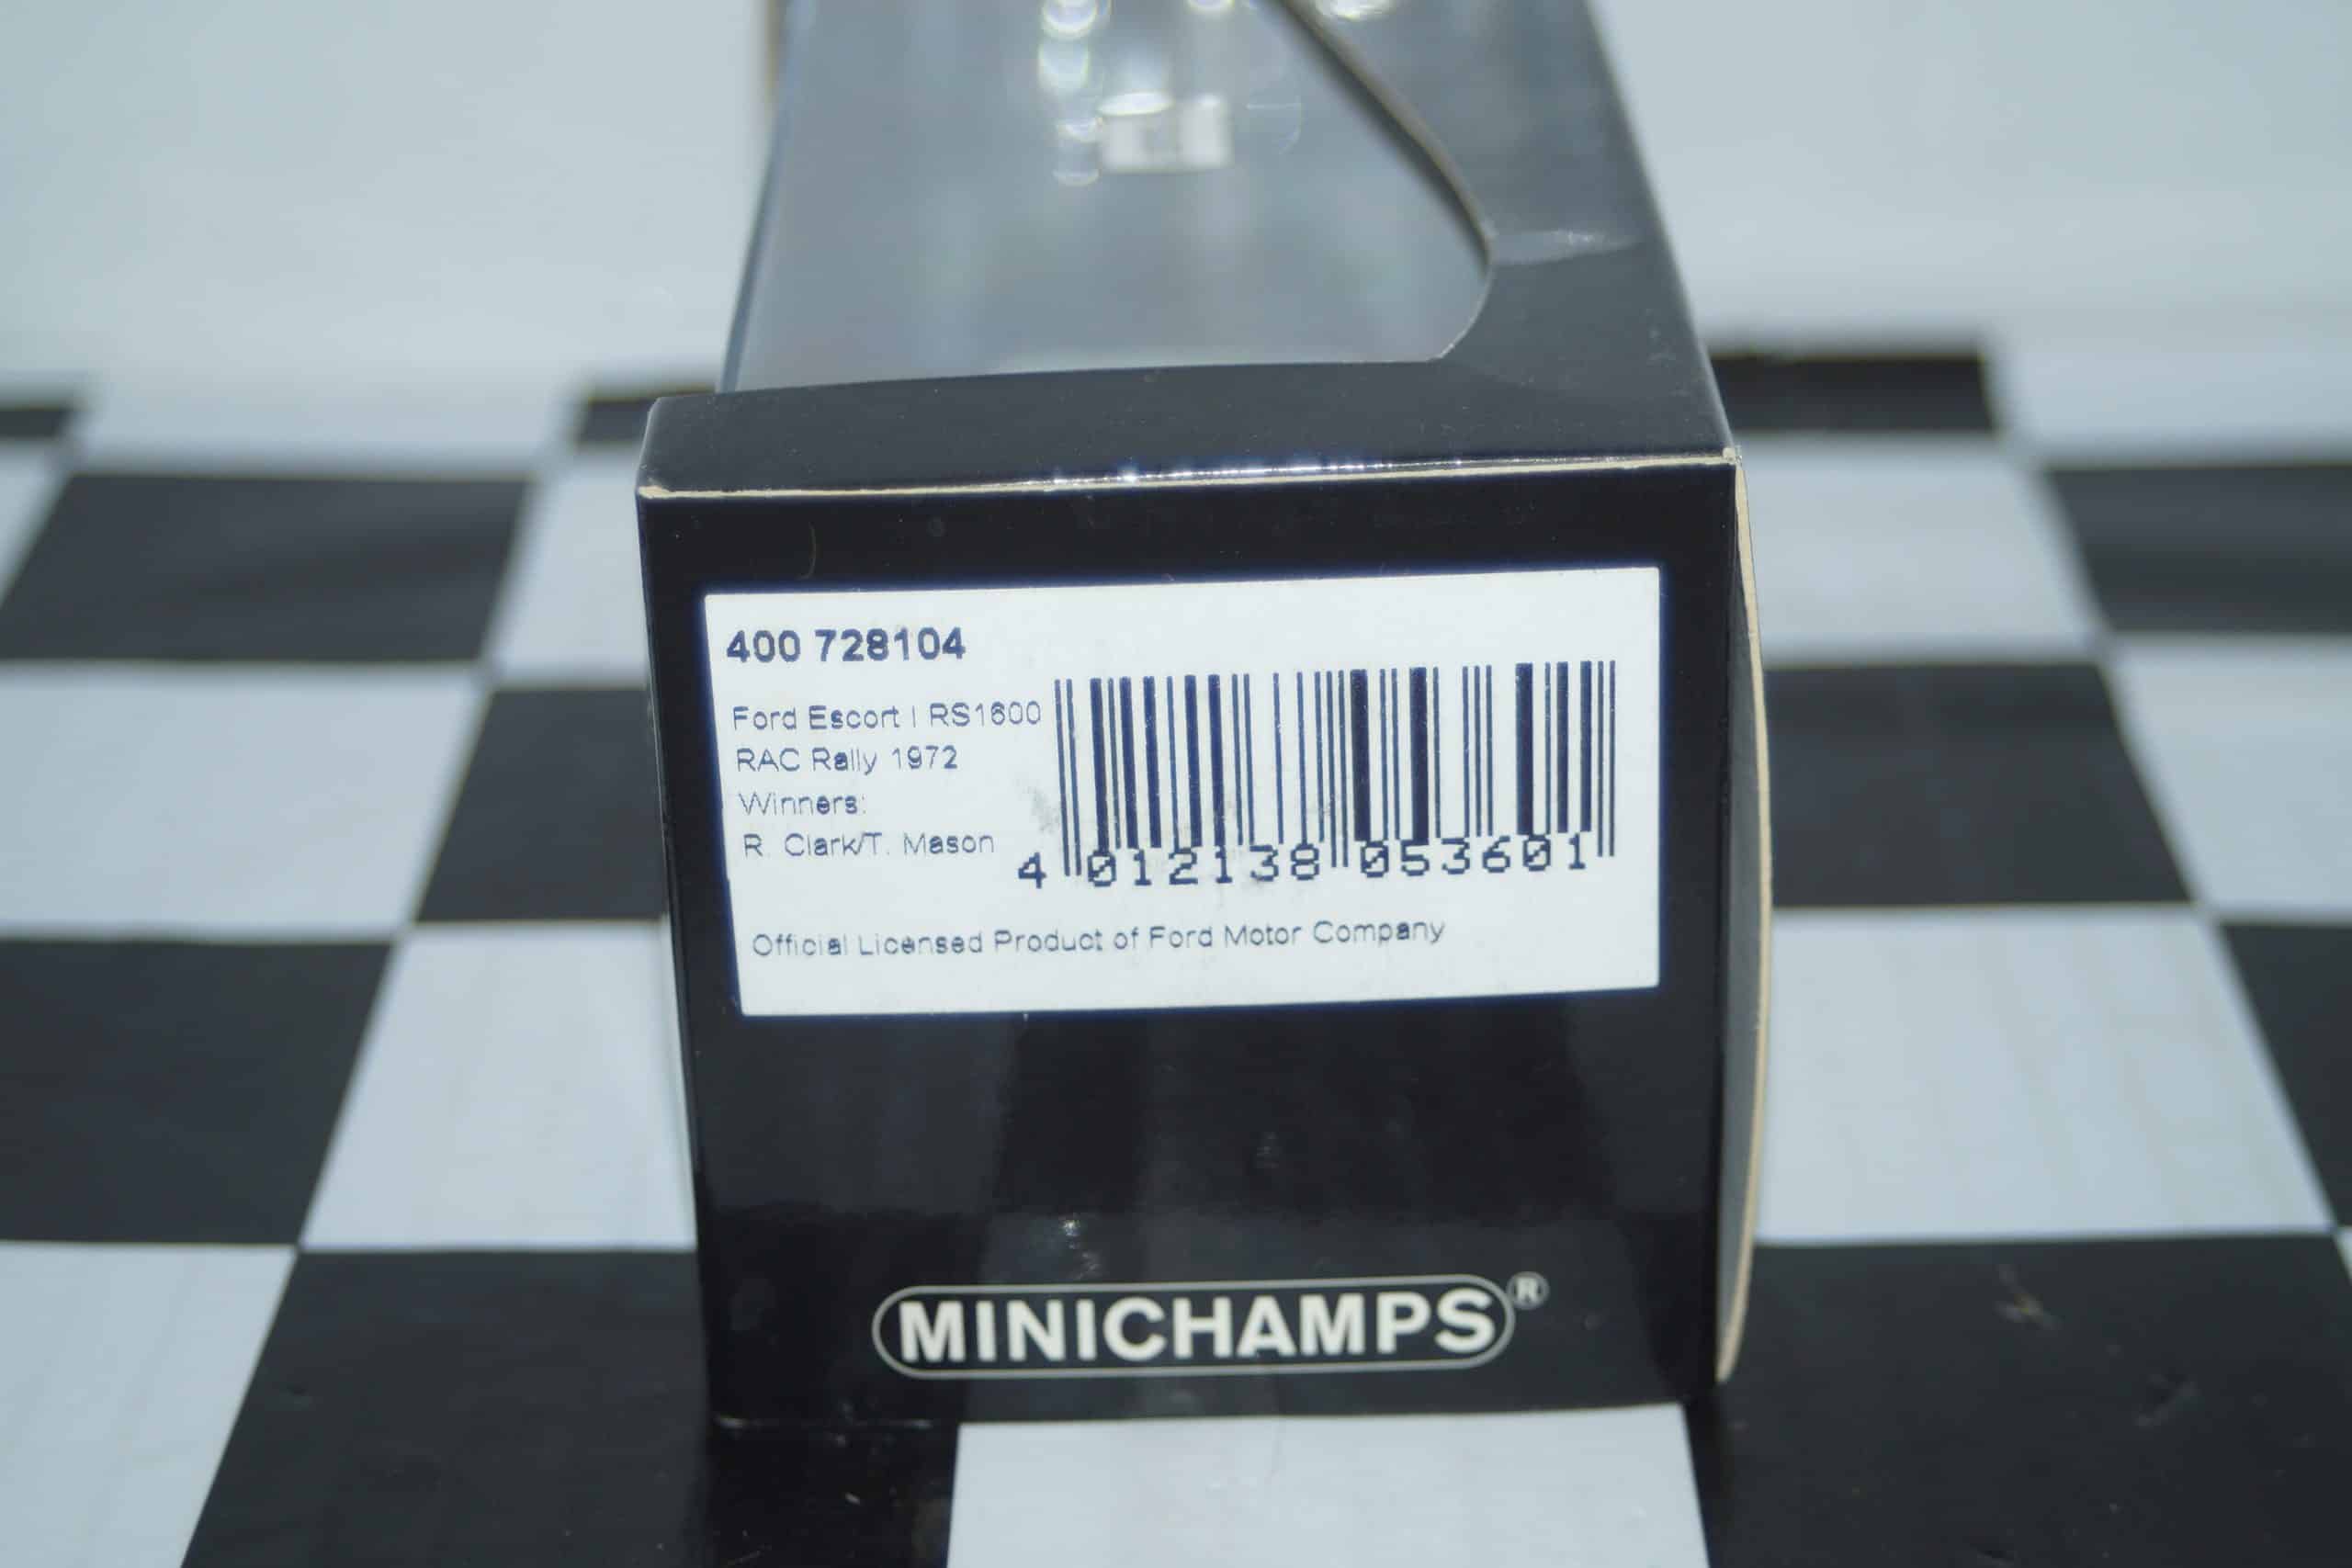 400 728104
Ford Escort I RS1600
RAC Rally 1972
Winners:
R. Clark/T. Mason
4 012138 053601
Official Licensed Product of Ford Motor Company
MINICHAMPS®